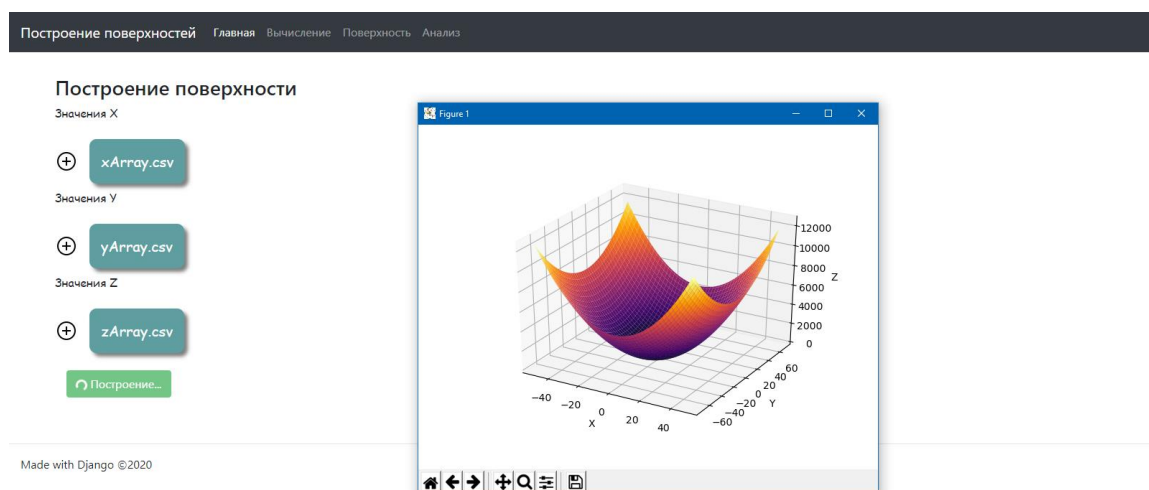 Построение поверхностей Главная Вычисление Поверхность Анализ
Построение поверхности
Значения X
xArray.csv
Значения Y
yArray.csv
Значения Z
zArray.csv
Построение...
Made with Django ©2020
Figure 1
12000
10000
8000
6000
4000
2000
0
Z
−40
−20
0
20
40
X
−60
−40
−20
0
20
40
60
Y